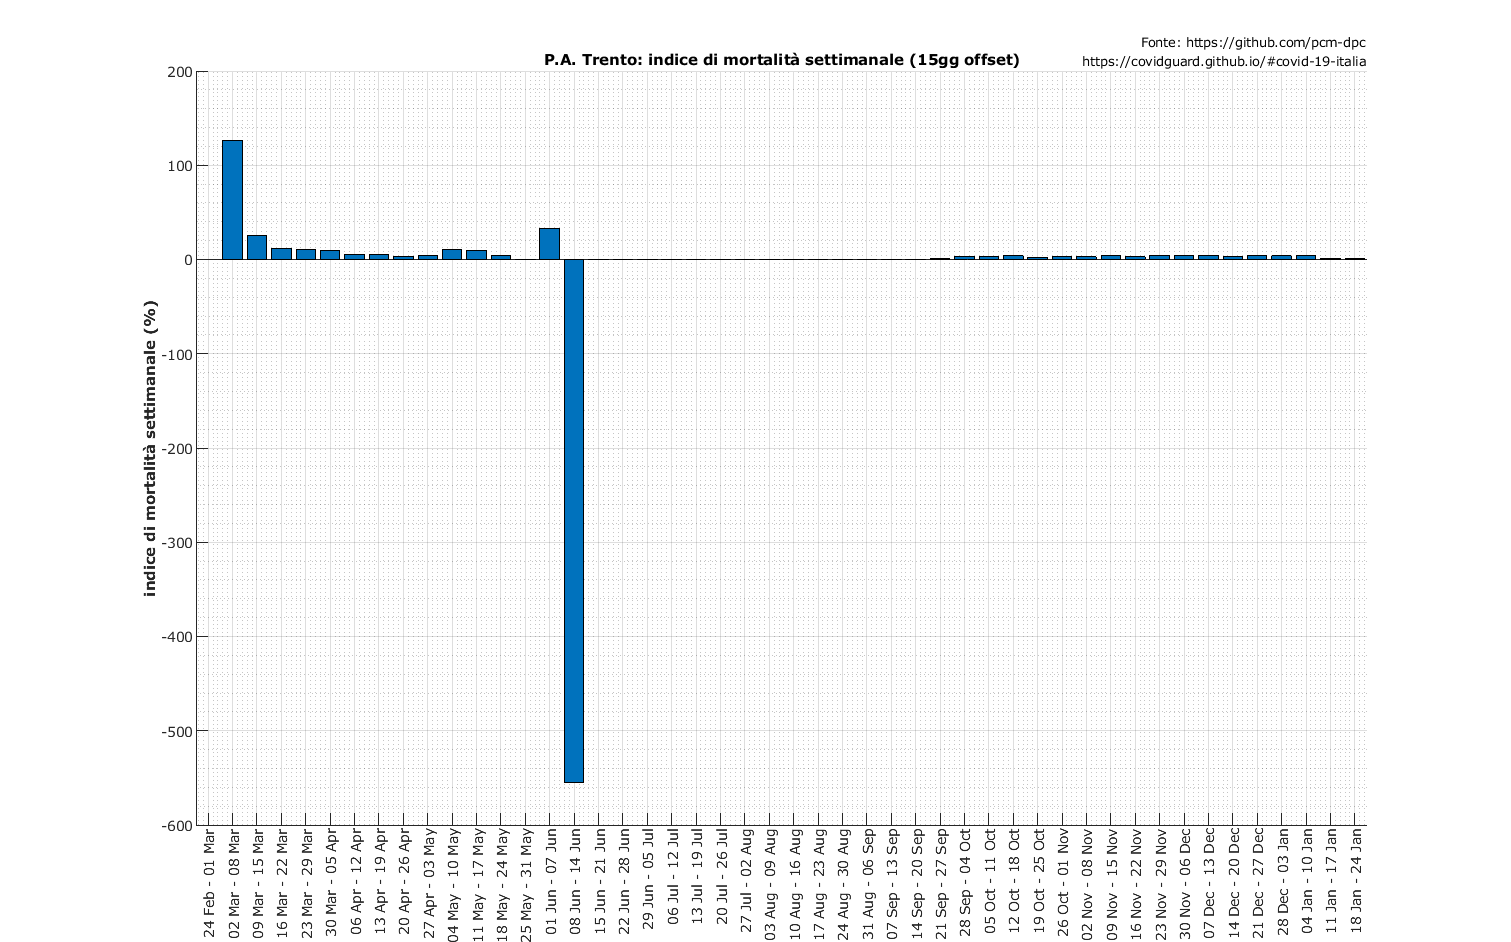 Fonte: https://github.com/pcm-dpc
https://covidguard.github.io/#covid-19-italia
P.A. Trento: indice di mortalità settimanale (15gg offset)
indice di mortalità settimanale (%)
200
100
0
-100
-200
-300
-400
-500
-600
24 Feb - 01 Mar
02 Mar - 08 Mar
09 Mar - 15 Mar
16 Mar - 22 Mar
23 Mar - 29 Mar
30 Mar - 05 Apr
06 Apr - 12 Apr
13 Apr - 19 Apr
20 Apr - 26 Apr
27 Apr - 03 May
04 May - 10 May
11 May - 17 May
18 May - 24 May
25 May - 31 May
01 Jun - 07 Jun
08 Jun - 14 Jun
15 Jun - 21 Jun
22 Jun - 28 Jun
29 Jun - 05 Jul
06 Jul - 12 Jul
13 Jul - 19 Jul
20 Jul - 26 Jul
27 Jul - 02 Aug
03 Aug - 09 Aug
10 Aug - 16 Aug
17 Aug - 23 Aug
24 Aug - 30 Aug
31 Aug - 06 Sep
07 Sep - 13 Sep
14 Sep - 20 Sep
21 Sep - 27 Sep
28 Sep - 04 Oct
05 Oct - 11 Oct
12 Oct - 18 Oct
19 Oct - 25 Oct
26 Oct - 01 Nov
02 Nov - 08 Nov
09 Nov - 15 Nov
16 Nov - 22 Nov
23 Nov - 29 Nov
30 Nov - 06 Dec
07 Dec - 13 Dec
14 Dec - 20 Dec
21 Dec - 27 Dec
28 Dec - 03 Jan
04 Jan - 10 Jan
11 Jan - 17 Jan
18 Jan - 24 Jan